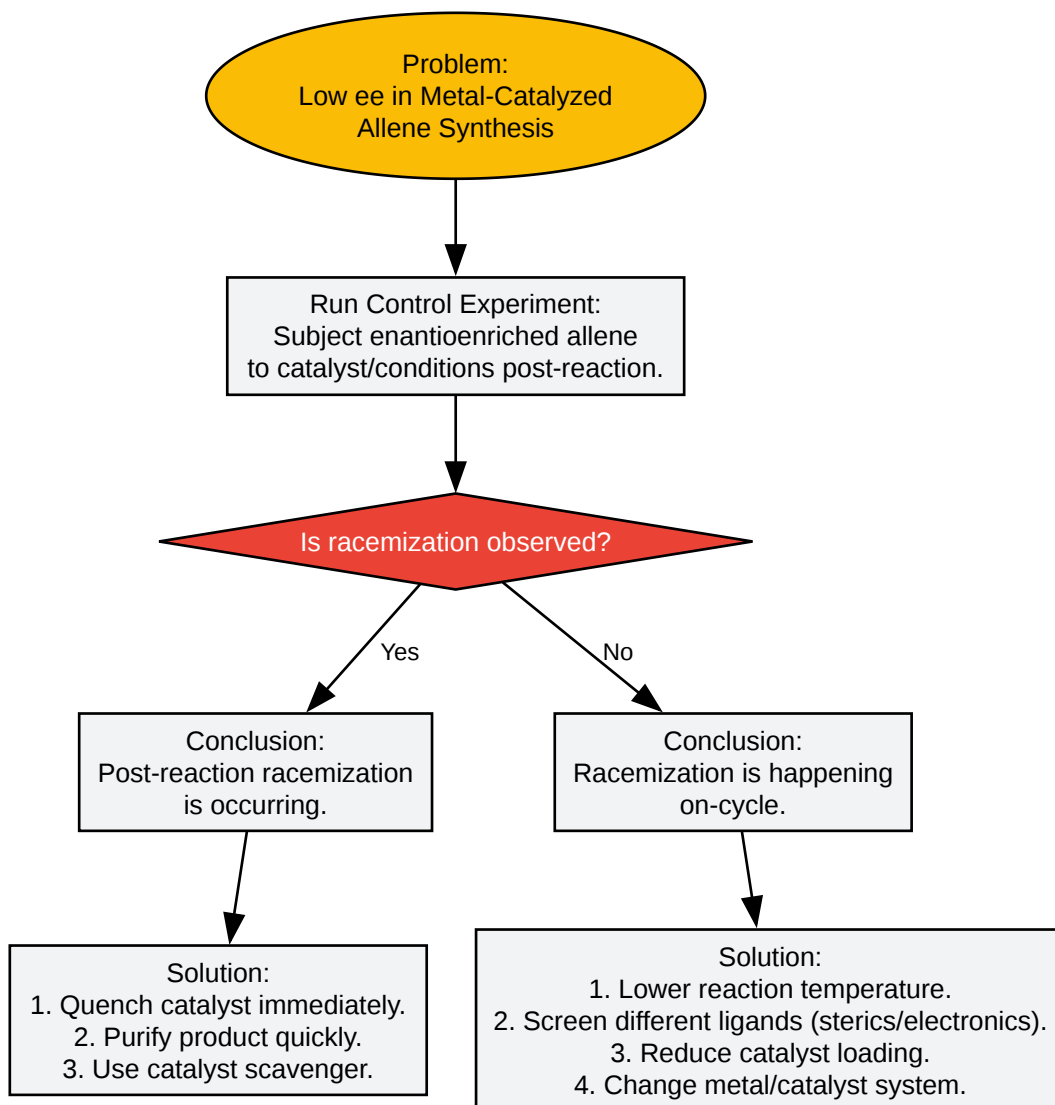 Problem:
Low ee in Metal-Catalyzed
Allene Synthesis
Run Control Experiment:
Subject enantioenriched allene
to catalyst/conditions post-reaction.
Is racemization observed?
Yes
No
Conclusion:
Post-reaction racemization
is occurring.
Conclusion:
Racemization is happening
on-cycle.
Solution:
1. Quench catalyst immediately.
2. Purify product quickly.
3. Use catalyst scavenger.
Solution:
1. Lower reaction temperature.
2. Screen different ligands (sterics/electronics).
3. Reduce catalyst loading.
4. Change metal/catalyst system.